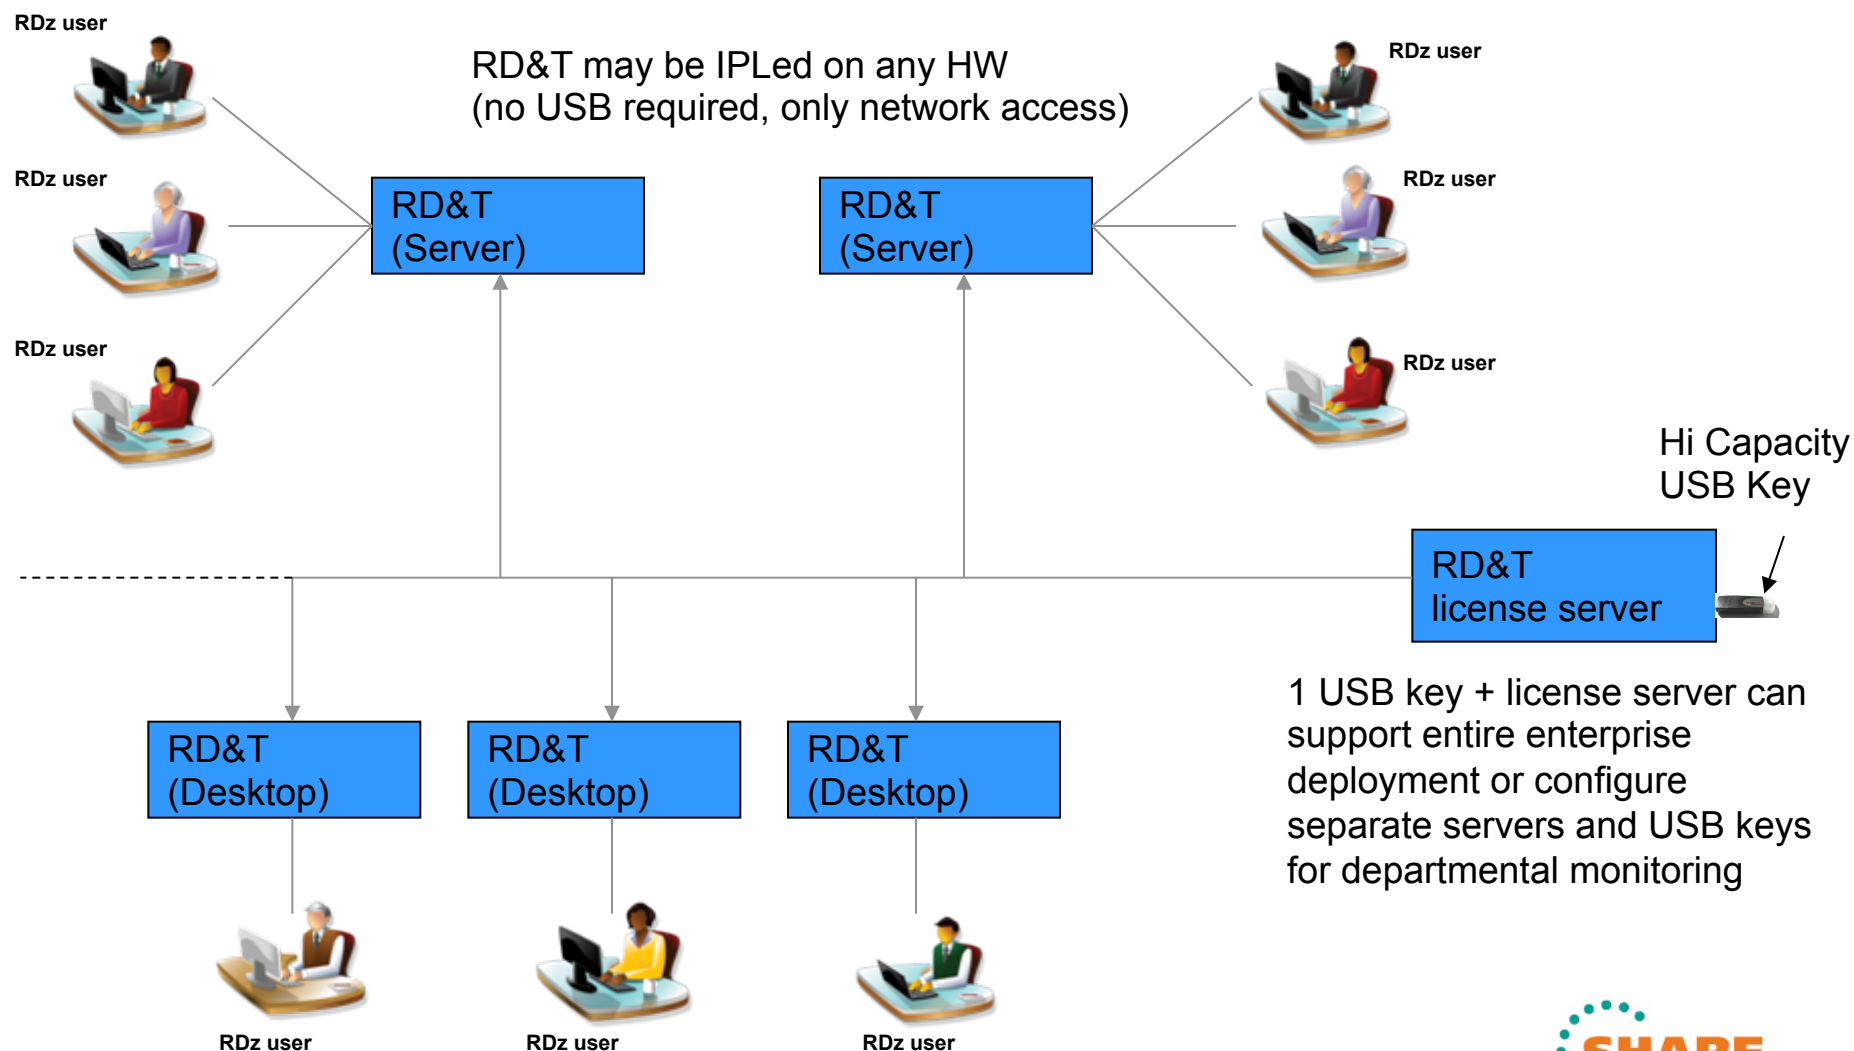 RDz user
RD&T may be IPLed on any HW
(no USB required, only network access)
RDz user
RDz user
RD&T
(Server)
RD&T
(Server)
RDz user
RDz user
RDz user
Hi Capacity
USB Key
RD&T
license server
1 USB key + license server can
support entire enterprise
deployment or configure
separate servers and USB keys
for departmental monitoring
RD&T
(Desktop)
RD&T
(Desktop)
RD&T
(Desktop)
RDz user
RDz user
RDz user
SHARE